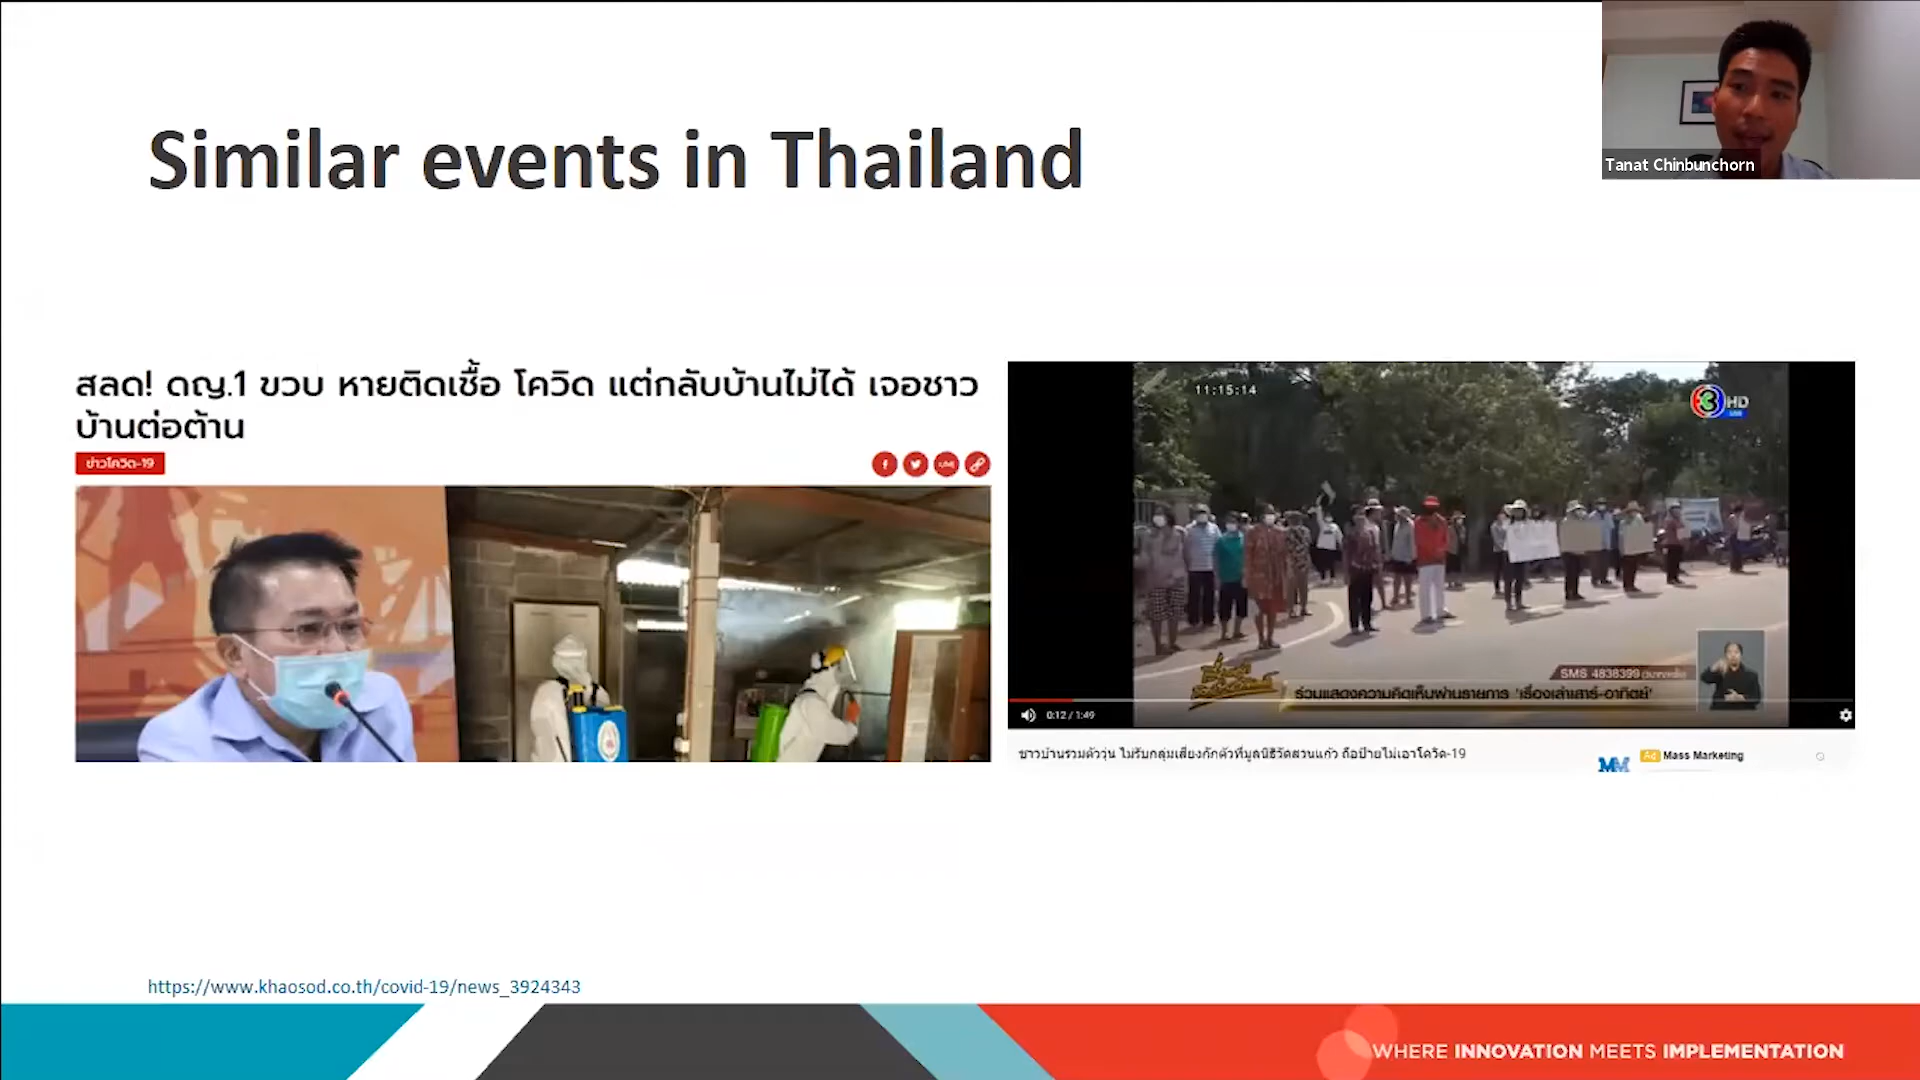 Similar events in Thailand
Tanat Chinbunchorn
สลด! ดญ.1 ขวบ หายติดเชื้อ โควิด แต่กลับบ้านไม่ได้ เจอชาว
บ้านต่อต้าน
ข่าวโควิด-19
11:15:14
3 HD
SMS 4838399
ร่วมแสดงความคิดเห็นผ่านรายการ 'เรื่องเล่าเสาร์-อาทิตย์'
0:12 / 1:49
ชาวบ้านรวมตัววุ่น ไม่รับกลุ่มเสี่ยงกักตัวที่มูลนิธิวัดสวนแก้ว ถือป้ายไม่เอาโควิด-19
MM
Ad Mass Marketing
https://www.khaosod.co.th/covid-19/news_3924343
WHERE INNOVATION MEETS IMPLEMENTATION